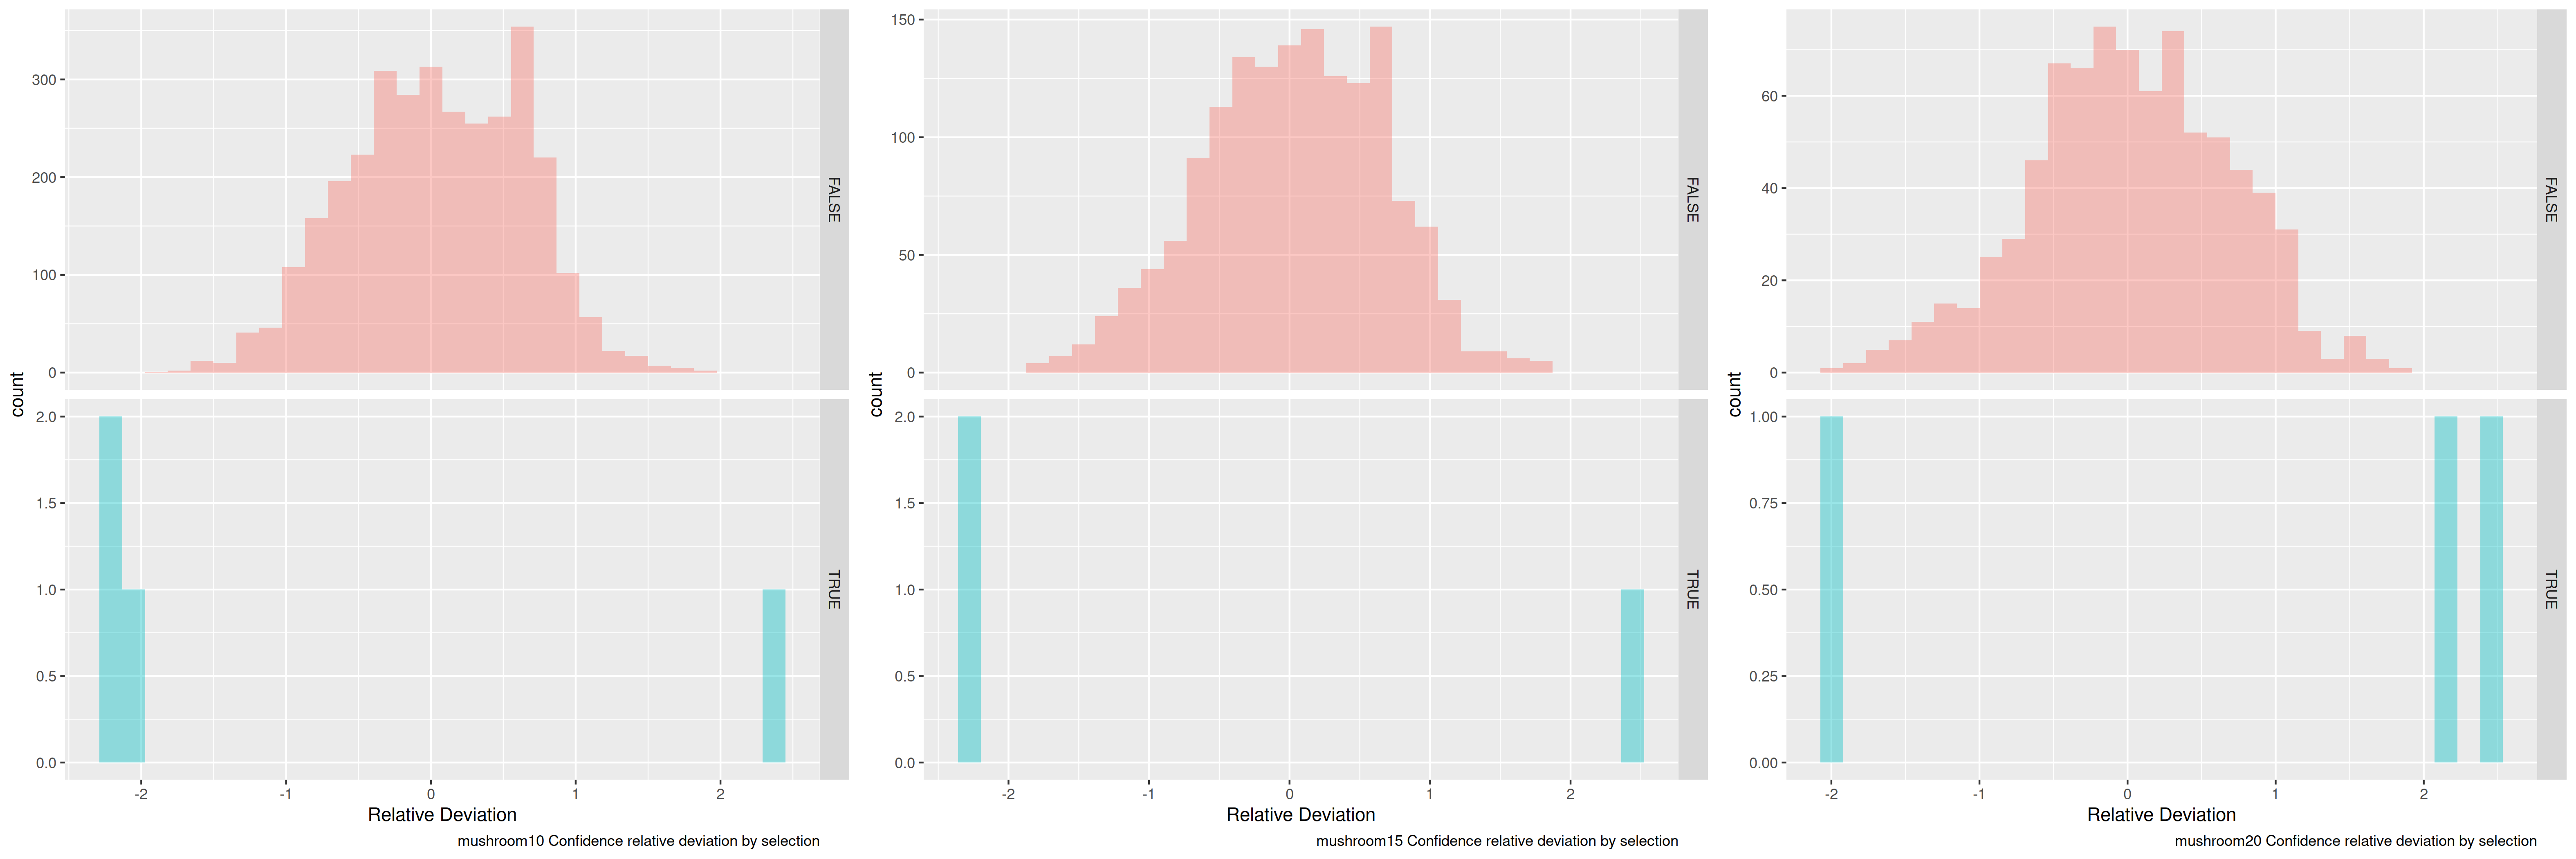 count
300
200
100
0
FALSE
2.0
1.5
1.0
0.5
0.0
TRUE
-2 -1 0 1 2
Relative Deviation
mushroom10 Confidence relative deviation by selection
count
150
100
50
0
FALSE
2.0
1.5
1.0
0.5
0.0
TRUE
-2 -1 0 1 2
Relative Deviation
mushroom15 Confidence relative deviation by selection
count
60
40
20
0
FALSE
1.00
0.75
0.50
0.25
0.00
TRUE
-2 -1 0 1 2
Relative Deviation
mushroom20 Confidence relative deviation by selection